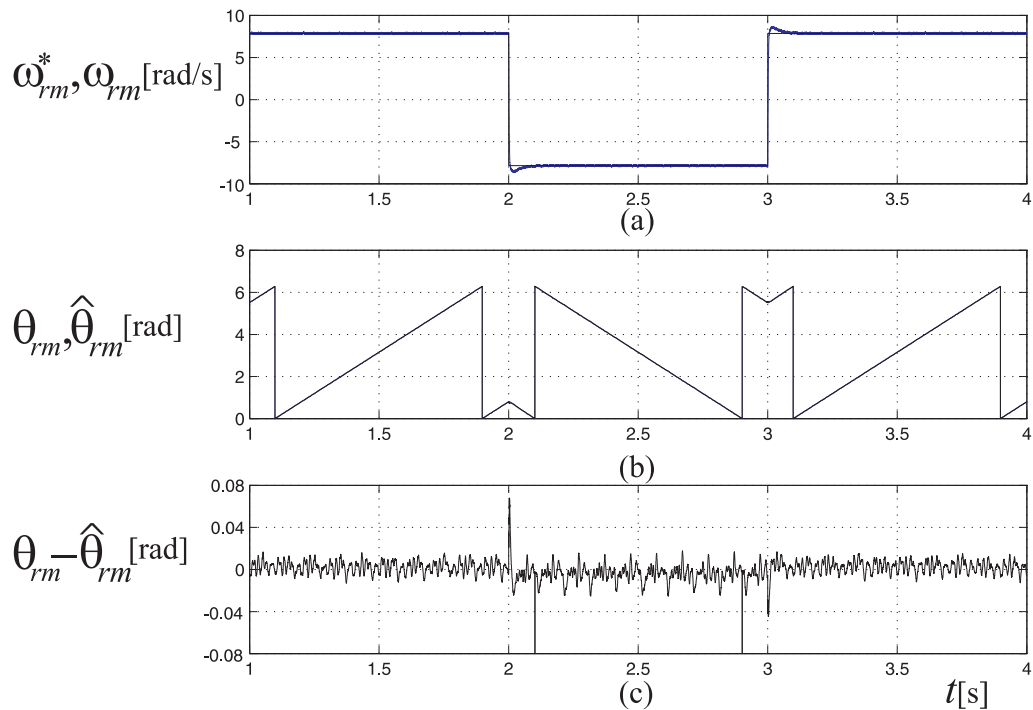 10
5
0
-5
-10
ω*rm,ωrm[rad/s]
1 1.5 2 2.5 3 3.5 4
(a)
8
6
4
2
0
θrm,θ̂rm[rad]
1 1.5 2 2.5 3 3.5 4
(b)
0.08
0.04
0
-0.04
-0.08
θrm–θ̂rm[rad]
1 1.5 2 2.5 3 3.5 4
(c) t[s]